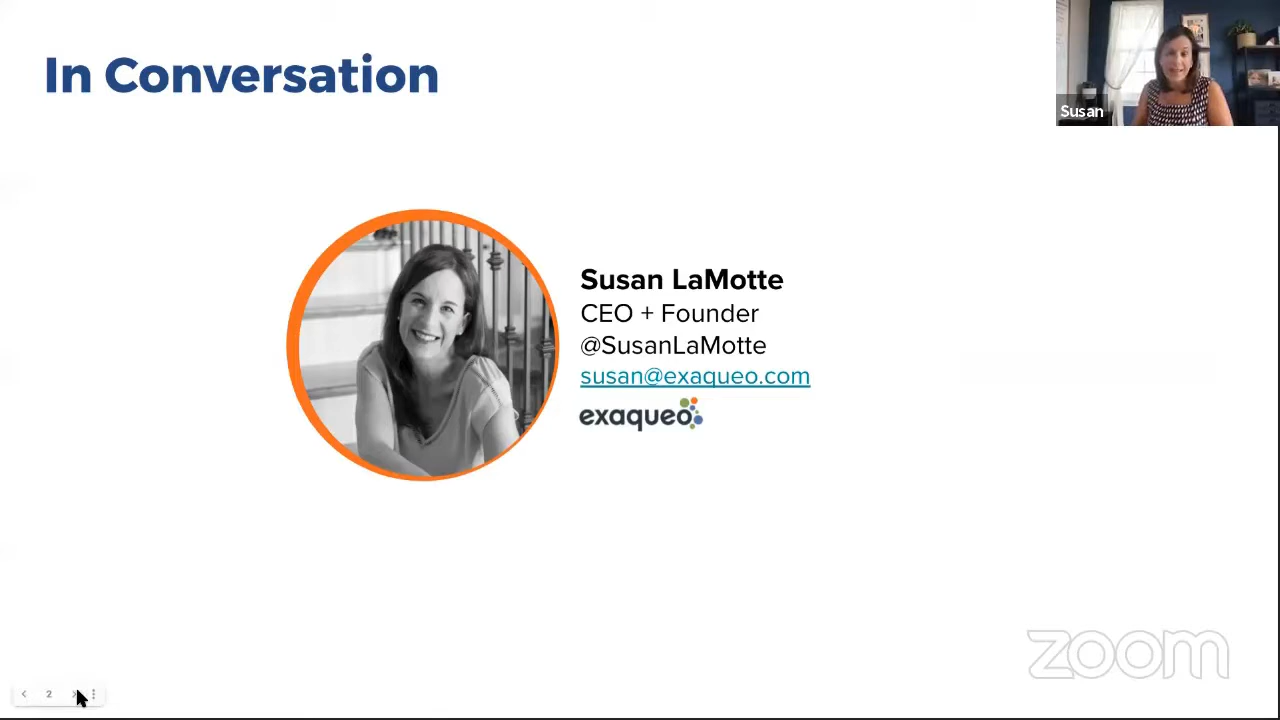 In Conversation
Susan
Susan LaMotte
CEO + Founder
@SusanLaMotte
susan@exaqueo.com
exaqueo
zoom
2